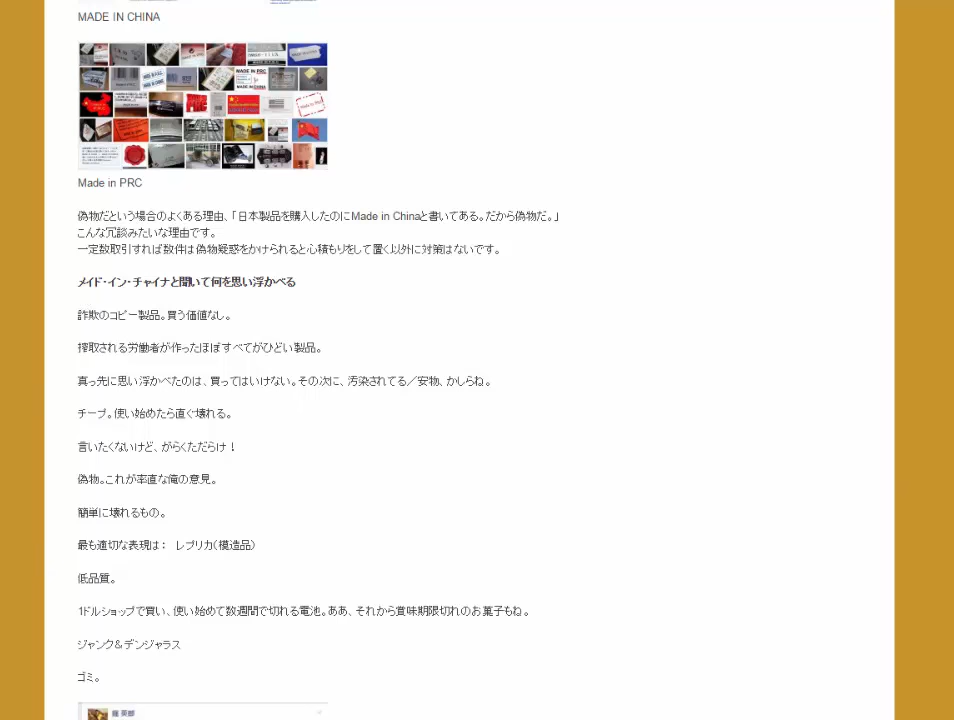 MADE IN CHINA
Made in PRC
偽物だという場合のよくある理由、「日本製品を購入したのにMade in Chinaと書いてある。だから偽物だ。」
こんな冗談みたいな理由です。
一定数取引すれば数件は偽物疑惑をかけられると心積もりをして置く以外に対策はないです。
メイド・イン・チャイナと聞いて何を思い浮かべる
詐欺のコピー製品。買う価値なし。
搾取される労働者が作ったほぼすべてがひどい製品。
真っ先に思い浮かべたのは、買ってはいけない。その次に、汚染されてる／安物、かしらね。
チープ。使い始めたら直ぐ壊れる。
言いたくないけど、がらくただらけ！
偽物。これが率直な俺の意見。
簡単に壊れるもの。
最も適切な表現は：　レプリカ（模造品）
低品質。
1ドルショップで買い、使い始めて数週間で切れる電池。ああ、それから賞味期限切れのお菓子もね。
ジャンク＆デンジャラス
ゴミ。